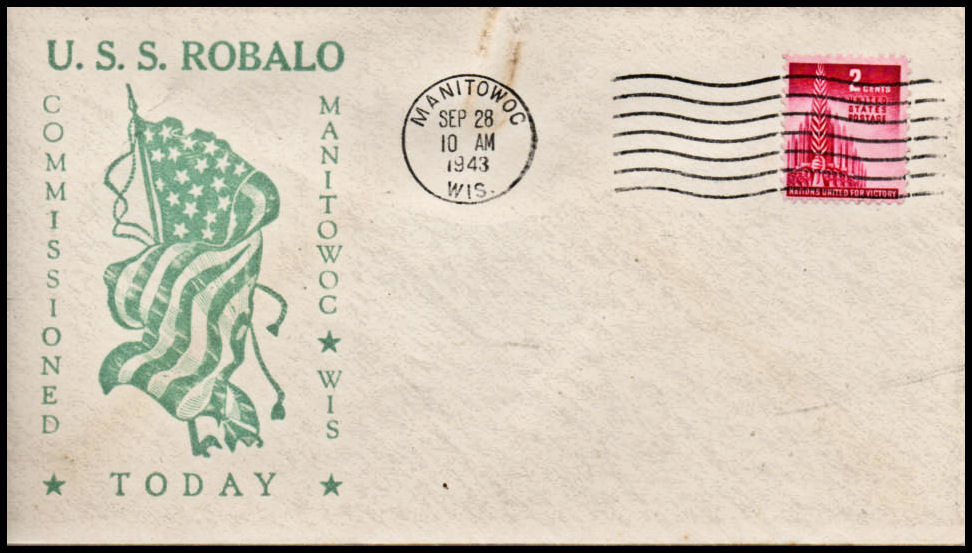 U. S. S. ROBALO
COMMISSIONED
MANITOWOC ★ WIS
★ TODAY ★
MANITOWOC
SEP 28
10 AM
1943
WIS.
2 CENTS
UNITED
STATES
POSTAGE
NATIONS UNITED FOR VICTORY